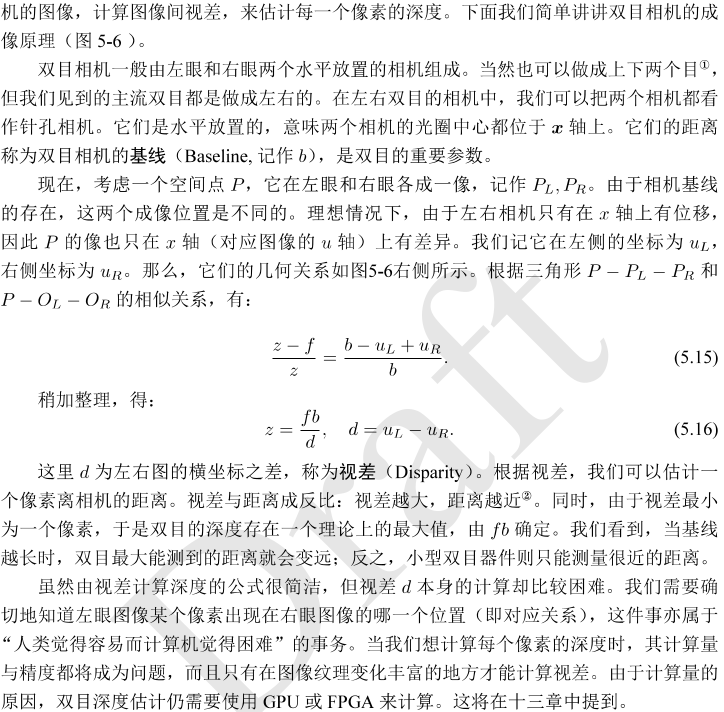 机的图像，计算图像间视差，来估计每一个像素的深度。下面我们简单讲讲双目相机的成
像原理（图 5-6 ）。
双目相机一般由左眼和右眼两个水平放置的相机组成。当然也可以做成上下两个目①，
但我们见到的主流双目都是做成左右的。在左右双目的相机中，我们可以把两个相机都看
作针孔相机。它们是水平放置的，意味两个相机的光圈中心都位于 x 轴上。它们的距离
称为双目相机的基线（Baseline, 记作 b），是双目的重要参数。
现在，考虑一个空间点 P，它在左眼和右眼各成一像，记作 P_L, P_R。由于相机基线
的存在，这两个成像位置是不同的。理想情况下，由于左右相机只有在 x 轴上有位移，
因此 P 的像也只在 x 轴（对应图像的 u 轴）上有差异。我们记它在左侧的坐标为 u_L，
右侧坐标为 u_R。那么，它们的几何关系如图5-6右侧所示。根据三角形 P − P_L − P_R 和
P − O_L − O_R 的相似关系，有：
(z − f)/z = (b − u_L + u_R)/b. (5.15)
稍加整理，得：
z = fb/d, d = u_L − u_R. (5.16)
这里 d 为左右图的横坐标之差，称为视差（Disparity）。根据视差，我们可以估计一
个像素离相机的距离。视差与距离成反比：视差越大，距离越近②。同时，由于视差最小
为一个像素，于是双目的深度存在一个理论上的最大值，由 fb 确定。我们看到，当基线
越长时，双目最大能测到的距离就会变远；反之，小型双目器件则只能测量很近的距离。
虽然由视差计算深度的公式很简洁，但视差 d 本身的计算却比较困难。我们需要确
切地知道左眼图像某个像素出现在右眼图像的哪一个位置（即对应关系），这件事亦属于
“人类觉得容易而计算机觉得困难”的事务。当我们想计算每个像素的深度时，其计算量
与精度都将成为问题，而且只有在图像纹理变化丰富的地方才能计算视差。由于计算量的
原因，双目深度估计仍需要使用 GPU 或 FPGA 来计算。这将在十三章中提到。
Draft